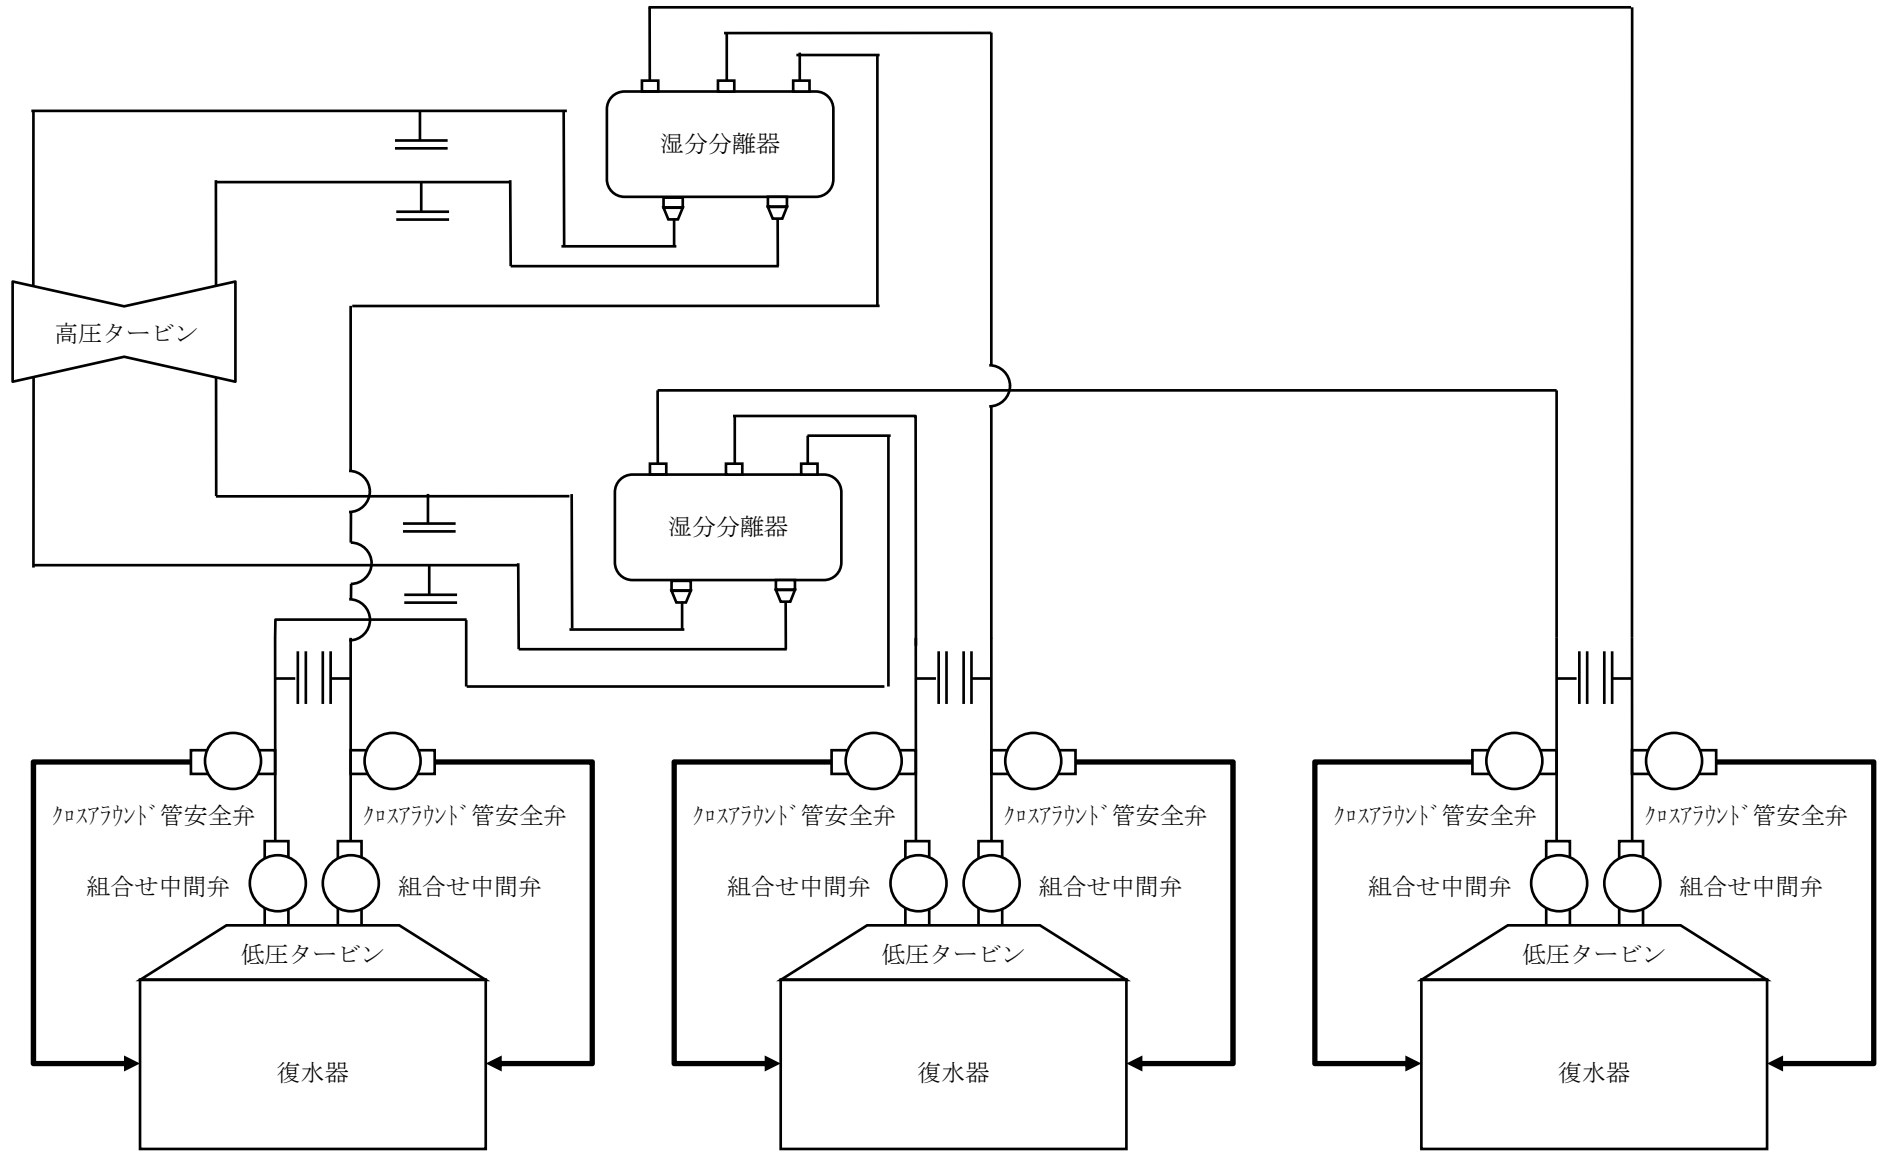 湿分分離器
高圧タービン
湿分分離器
ｸﾛｽｱﾗｳﾝﾄﾞ管安全弁
ｸﾛｽｱﾗｳﾝﾄﾞ管安全弁
ｸﾛｽｱﾗｳﾝﾄﾞ管安全弁
ｸﾛｽｱﾗｳﾝﾄﾞ管安全弁
ｸﾛｽｱﾗｳﾝﾄﾞ管安全弁
ｸﾛｽｱﾗｳﾝﾄﾞ管安全弁
組合せ中間弁
組合せ中間弁
組合せ中間弁
組合せ中間弁
組合せ中間弁
組合せ中間弁
低圧タービン
低圧タービン
低圧タービン
復水器
復水器
復水器